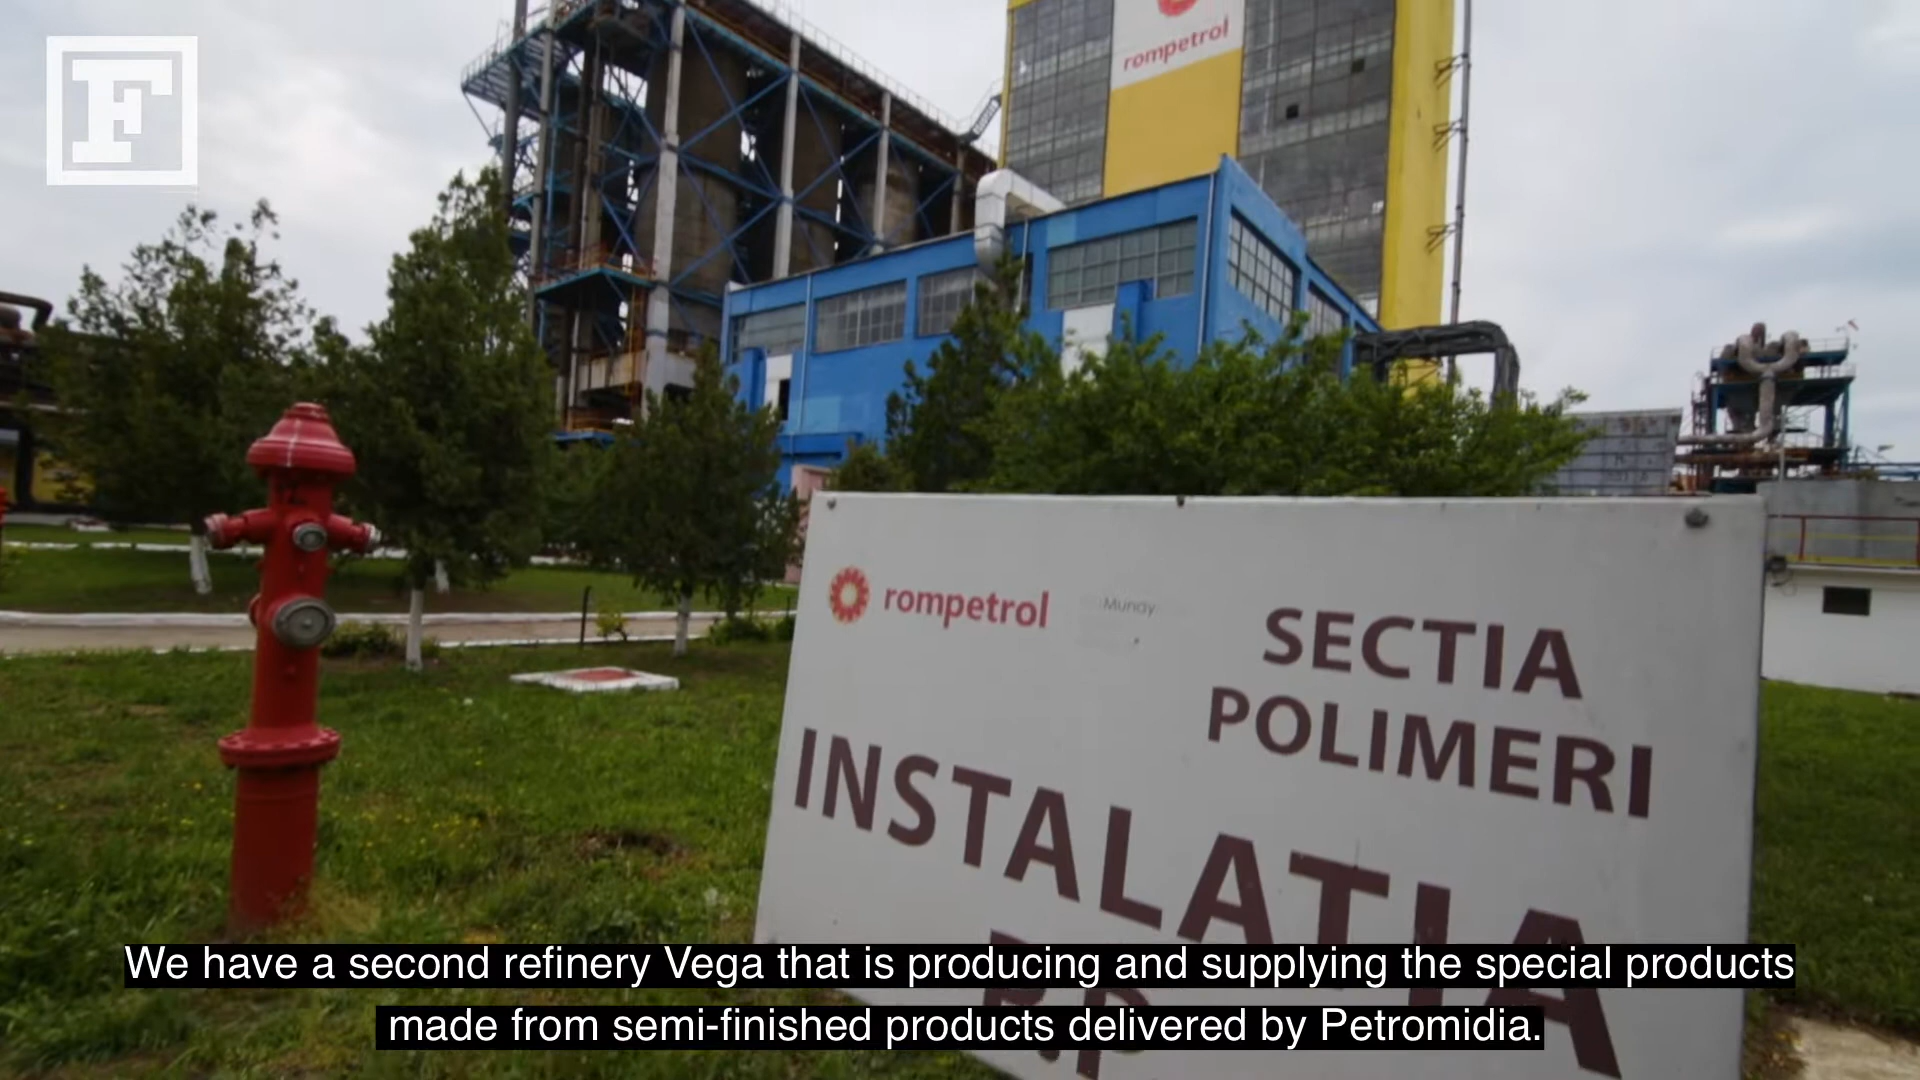 F
rompetrol
rompetrol
Munay
SECTIA
POLIMERI
INSTALATIA
P.P
We have a second refinery Vega that is producing and supplying the special products
made from semi-finished products delivered by Petromidia.